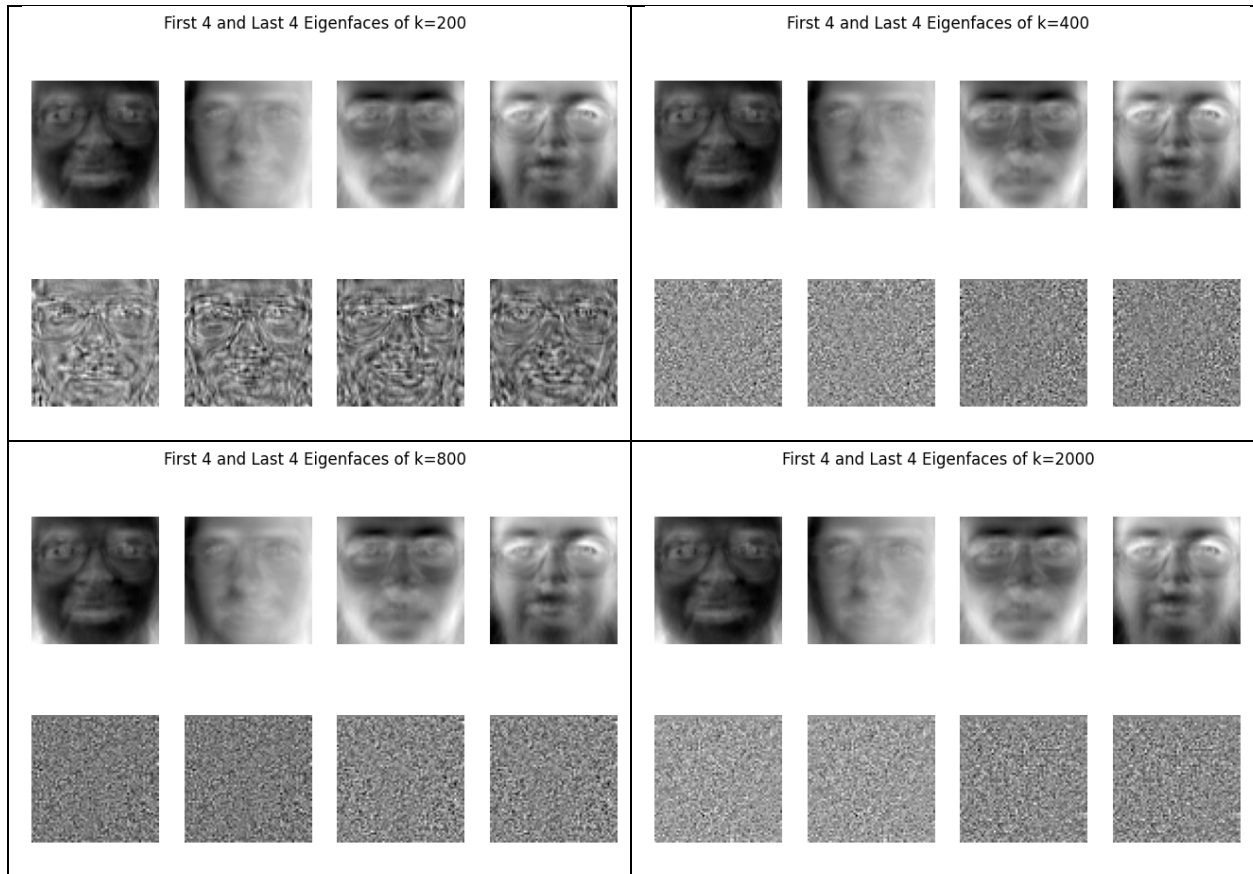 First 4 and Last 4 Eigenfaces of k=200
First 4 and Last 4 Eigenfaces of k=400
First 4 and Last 4 Eigenfaces of k=800
First 4 and Last 4 Eigenfaces of k=2000